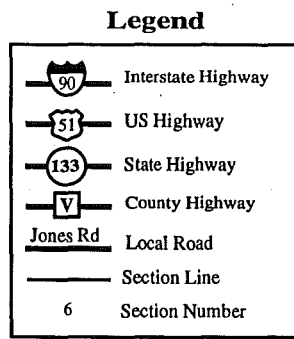 Legend
90 Interstate Highway
51 US Highway
133 State Highway
V County Highway
Jones Rd Local Road
Section Line
6 Section Number